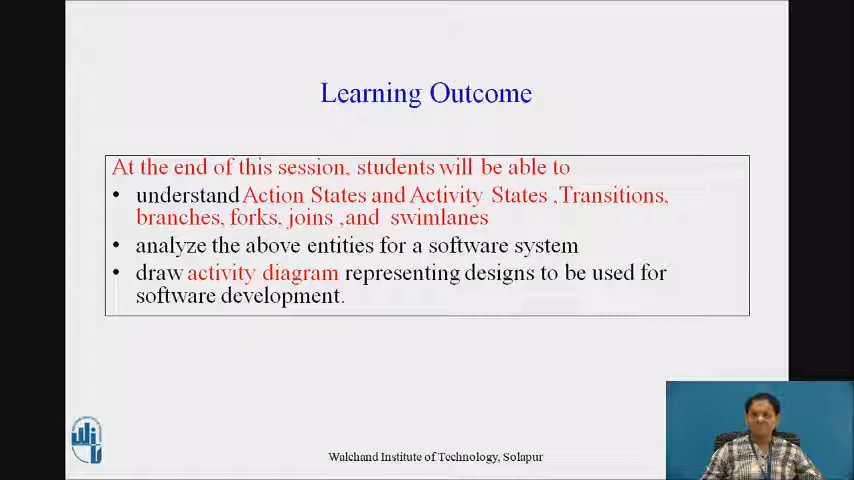 Learning Outcome
At the end of this session, students will be able to
• understand Action States and Activity States ,Transitions,
branches, forks, joins ,and swimlanes
• analyze the above entities for a software system
• draw activity diagram representing designs to be used for
software development.
Walchand Institute of Technology, Solapur